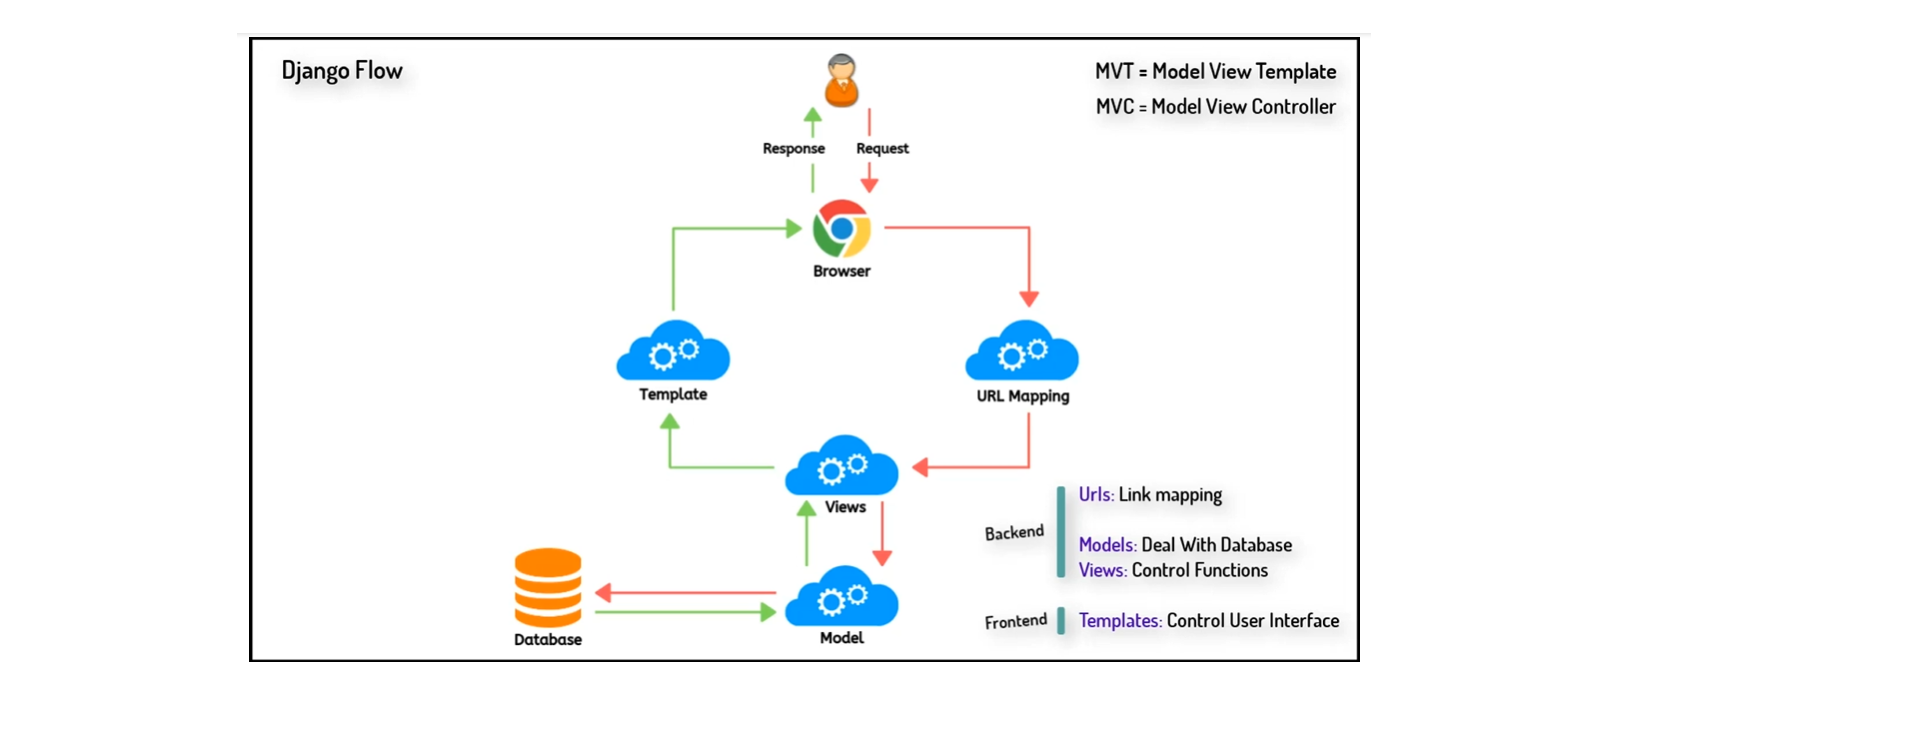 Django Flow
MVT = Model View Template
MVC = Model View Controller
Response
Request
Browser
Template
URL Mapping
Views
Database
Model
Backend
Urls: Link mapping
Models: Deal With Database
Views: Control Functions
Frontend
Templates: Control User Interface